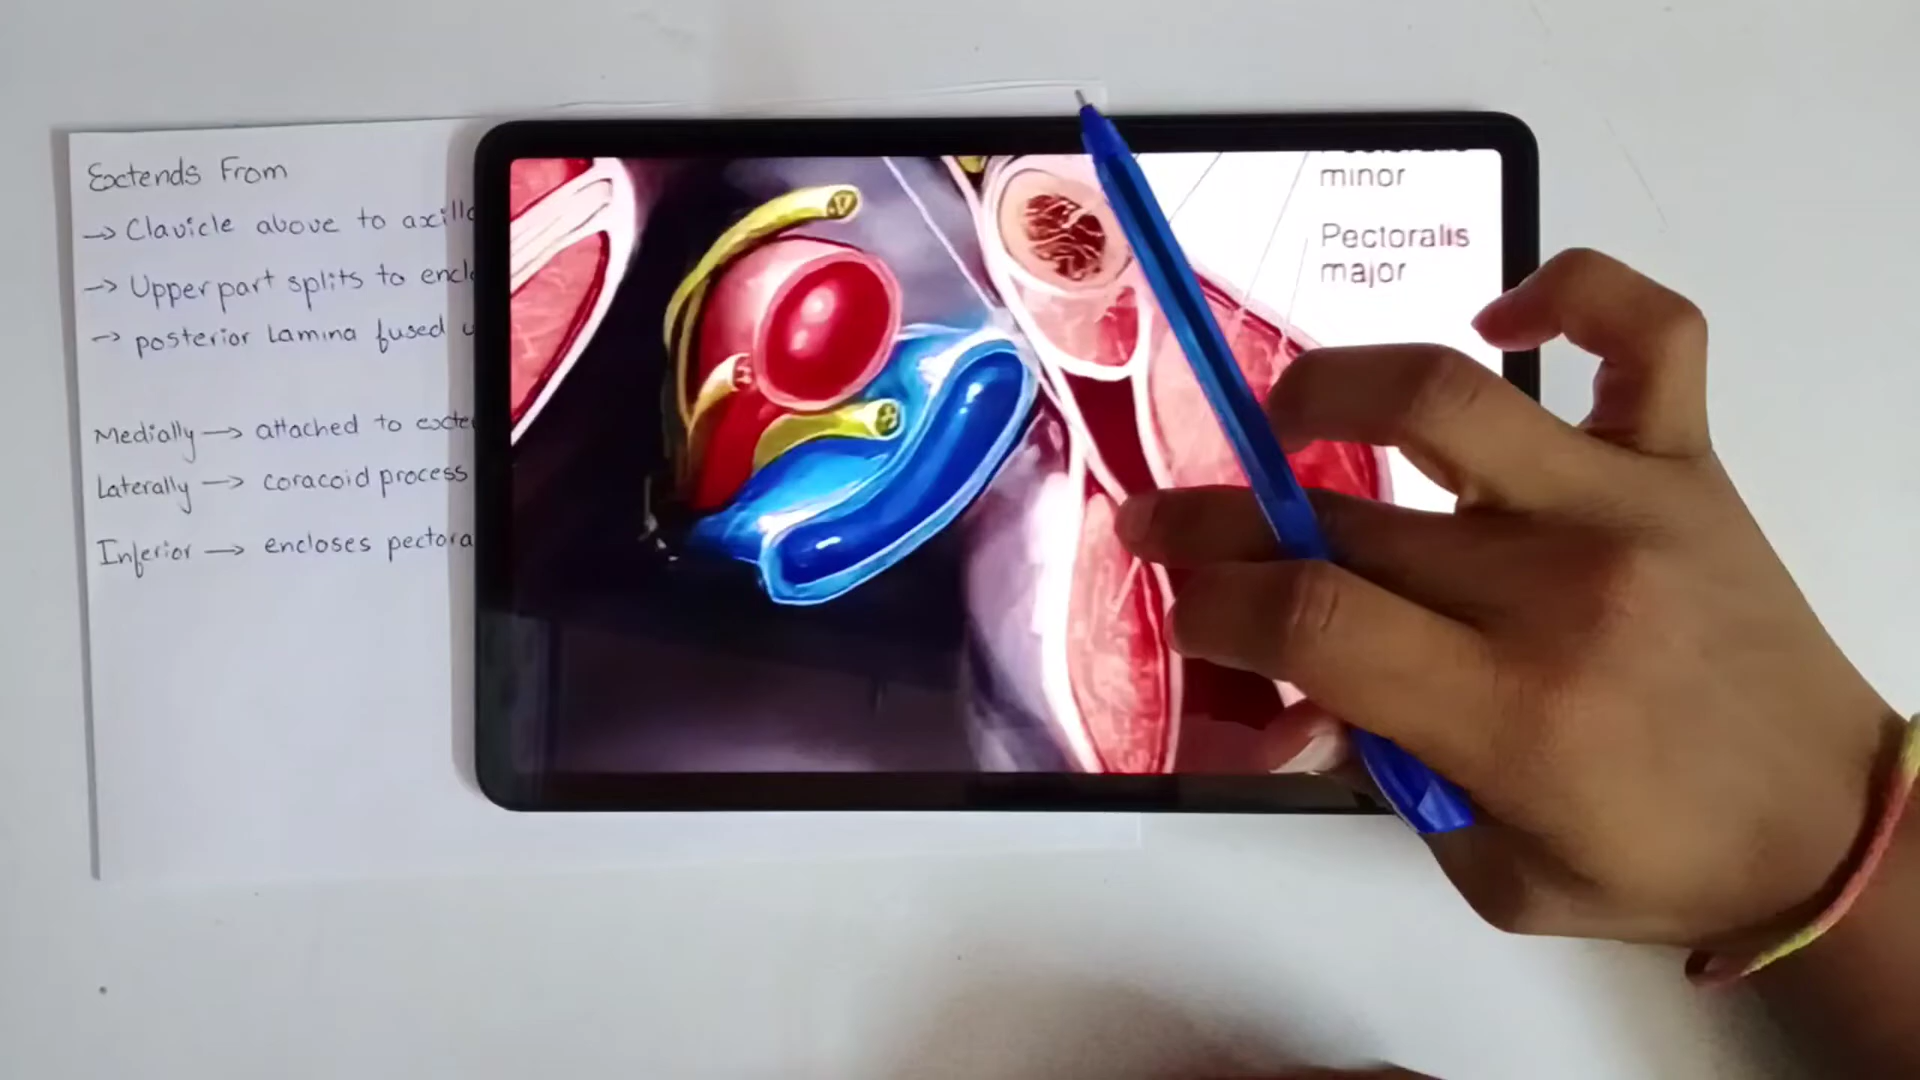 Extends From
→ Clavicle above to axilla
→ Upper part splits to encl
→ posterior Lamina fused
Medially → attached to exte
Laterally → coracoid process
Inferior → encloses pectora
minor
Pectoralis
major